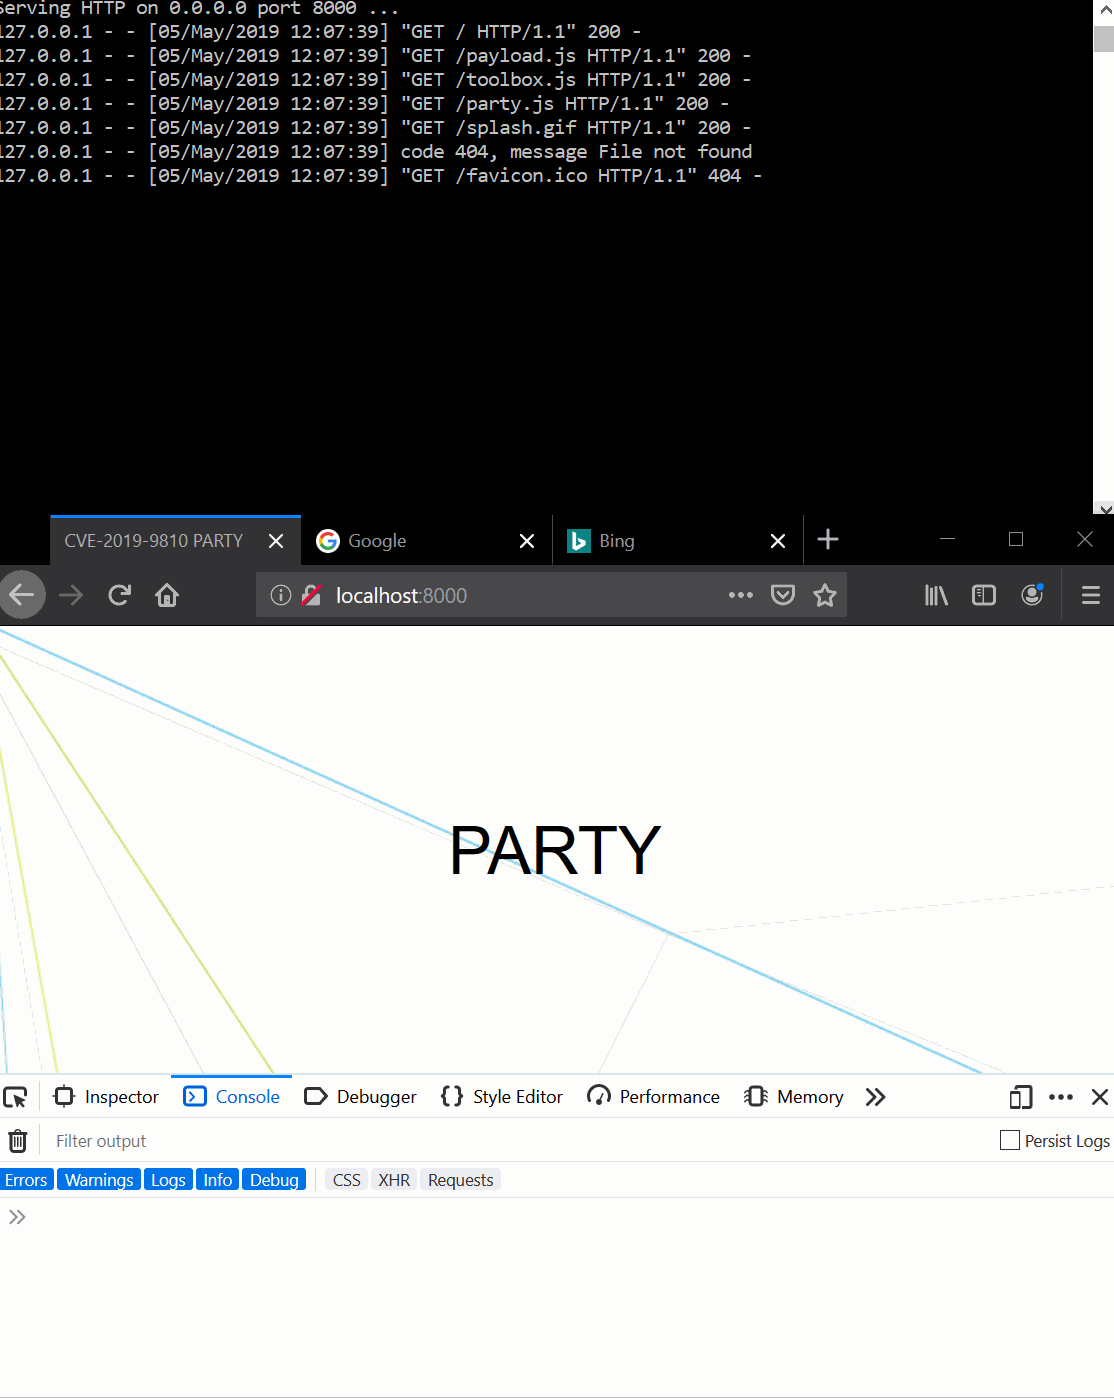 Serving HTTP on 0.0.0.0 port 8000 ...
127.0.0.1 - - [05/May/2019 12:07:39] "GET / HTTP/1.1" 200 -
127.0.0.1 - - [05/May/2019 12:07:39] "GET /payload.js HTTP/1.1" 200 -
127.0.0.1 - - [05/May/2019 12:07:39] "GET /toolbox.js HTTP/1.1" 200 -
127.0.0.1 - - [05/May/2019 12:07:39] "GET /party.js HTTP/1.1" 200 -
127.0.0.1 - - [05/May/2019 12:07:39] "GET /splash.gif HTTP/1.1" 200 -
127.0.0.1 - - [05/May/2019 12:07:39] code 404, message File not found
127.0.0.1 - - [05/May/2019 12:07:39] "GET /favicon.ico HTTP/1.1" 404 -
CVE-2019-9810 PARTY Google Bing
localhost:8000
PARTY
Inspector Console Debugger Style Editor Performance Memory
Filter output Persist Logs
Errors Warnings Logs Info Debug CSS XHR Requests